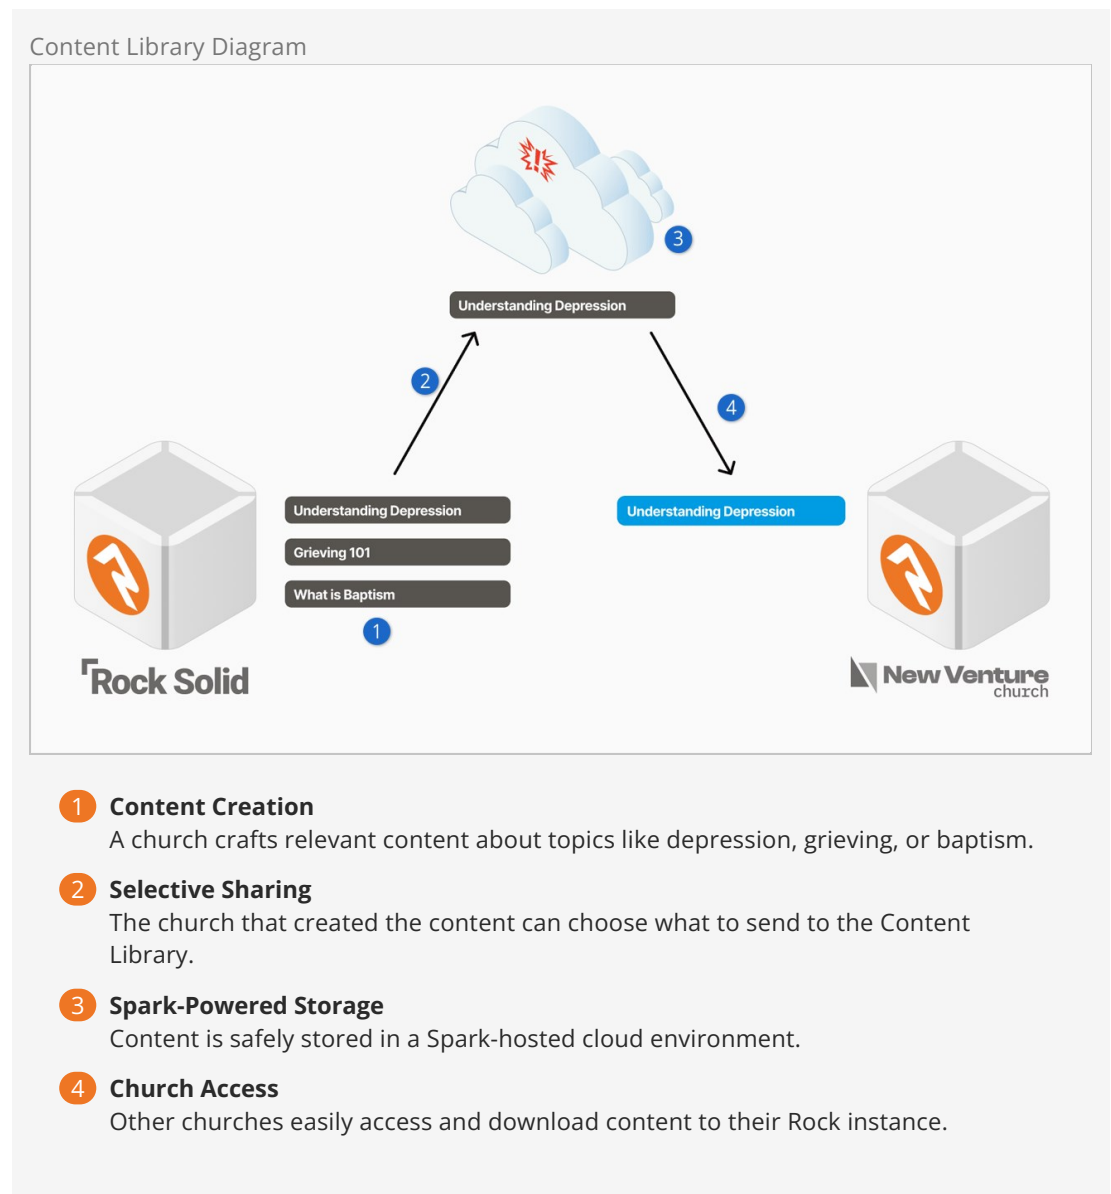 Content Library Diagram
3
Understanding Depression
2
4
Understanding Depression
Grieving 101
What is Baptism
1
Understanding Depression
Rock Solid
New Venture
church
1 Content Creation
A church crafts relevant content about topics like depression, grieving, or baptism.
2 Selective Sharing
The church that created the content can choose what to send to the Content
Library.
3 Spark-Powered Storage
Content is safely stored in a Spark-hosted cloud environment.
4 Church Access
Other churches easily access and download content to their Rock instance.